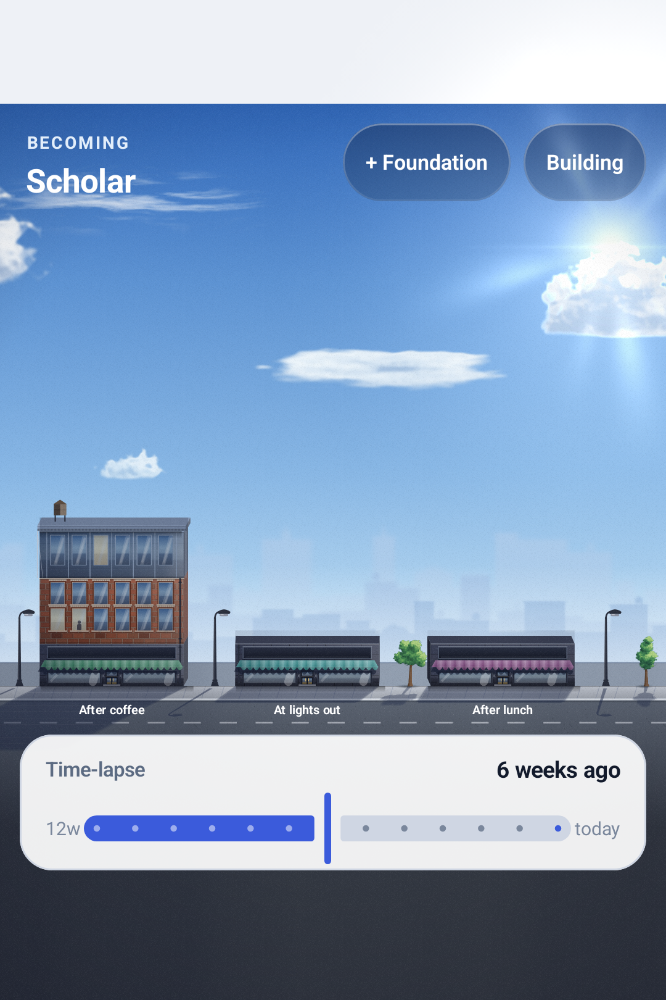 BECOMING
Scholar
+ Foundation
Building
After coffee
At lights out
After lunch
Time-lapse
6 weeks ago
12w
today